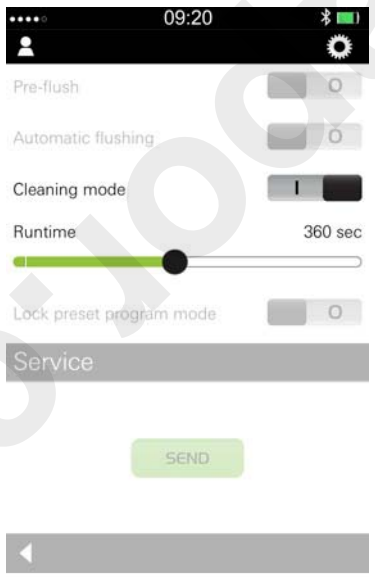 09:20
Pre-flush
O
Automatic flushing
O
Cleaning mode
I
Runtime 360 sec
Lock preset program mode
O
Service
SEND